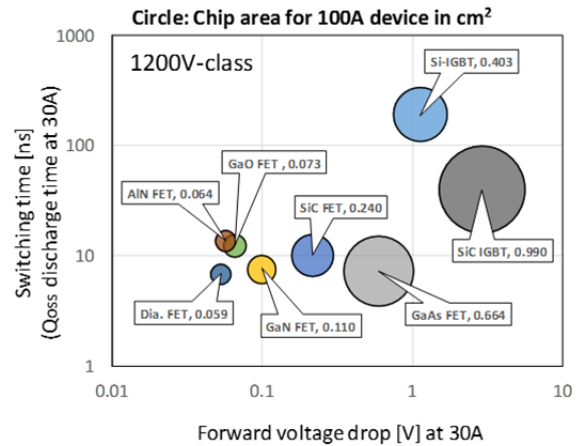 Circle: Chip area for 100A device in cm²
1000
1200V-class
Si-IGBT, 0.403
100
GaO FET , 0.073
AlN FET, 0.064
SiC FET, 0.240
10
SiC IGBT, 0.990
Dia. FET, 0.059
GaN FET, 0.110
GaAs FET, 0.664
1
0.01
0.1
1
10
Switching time [ns]
(Qoss discharge time at 30A)
Forward voltage drop [V] at 30A